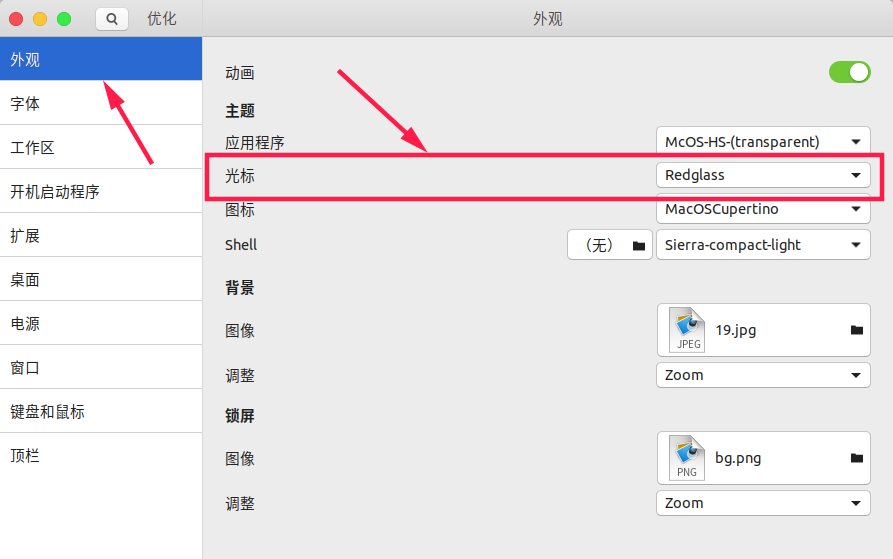 优化
外观
外观
字体
工作区
开机启动程序
扩展
桌面
电源
窗口
键盘和鼠标
顶栏
动画
主题
应用程序 McOS-HS-(transparent)
光标 Redglass
图标 MacOSCupertino
Shell （无） Sierra-compact-light
背景
图像 JPEG 19.jpg
调整 Zoom
锁屏
图像 PNG bg.png
调整 Zoom